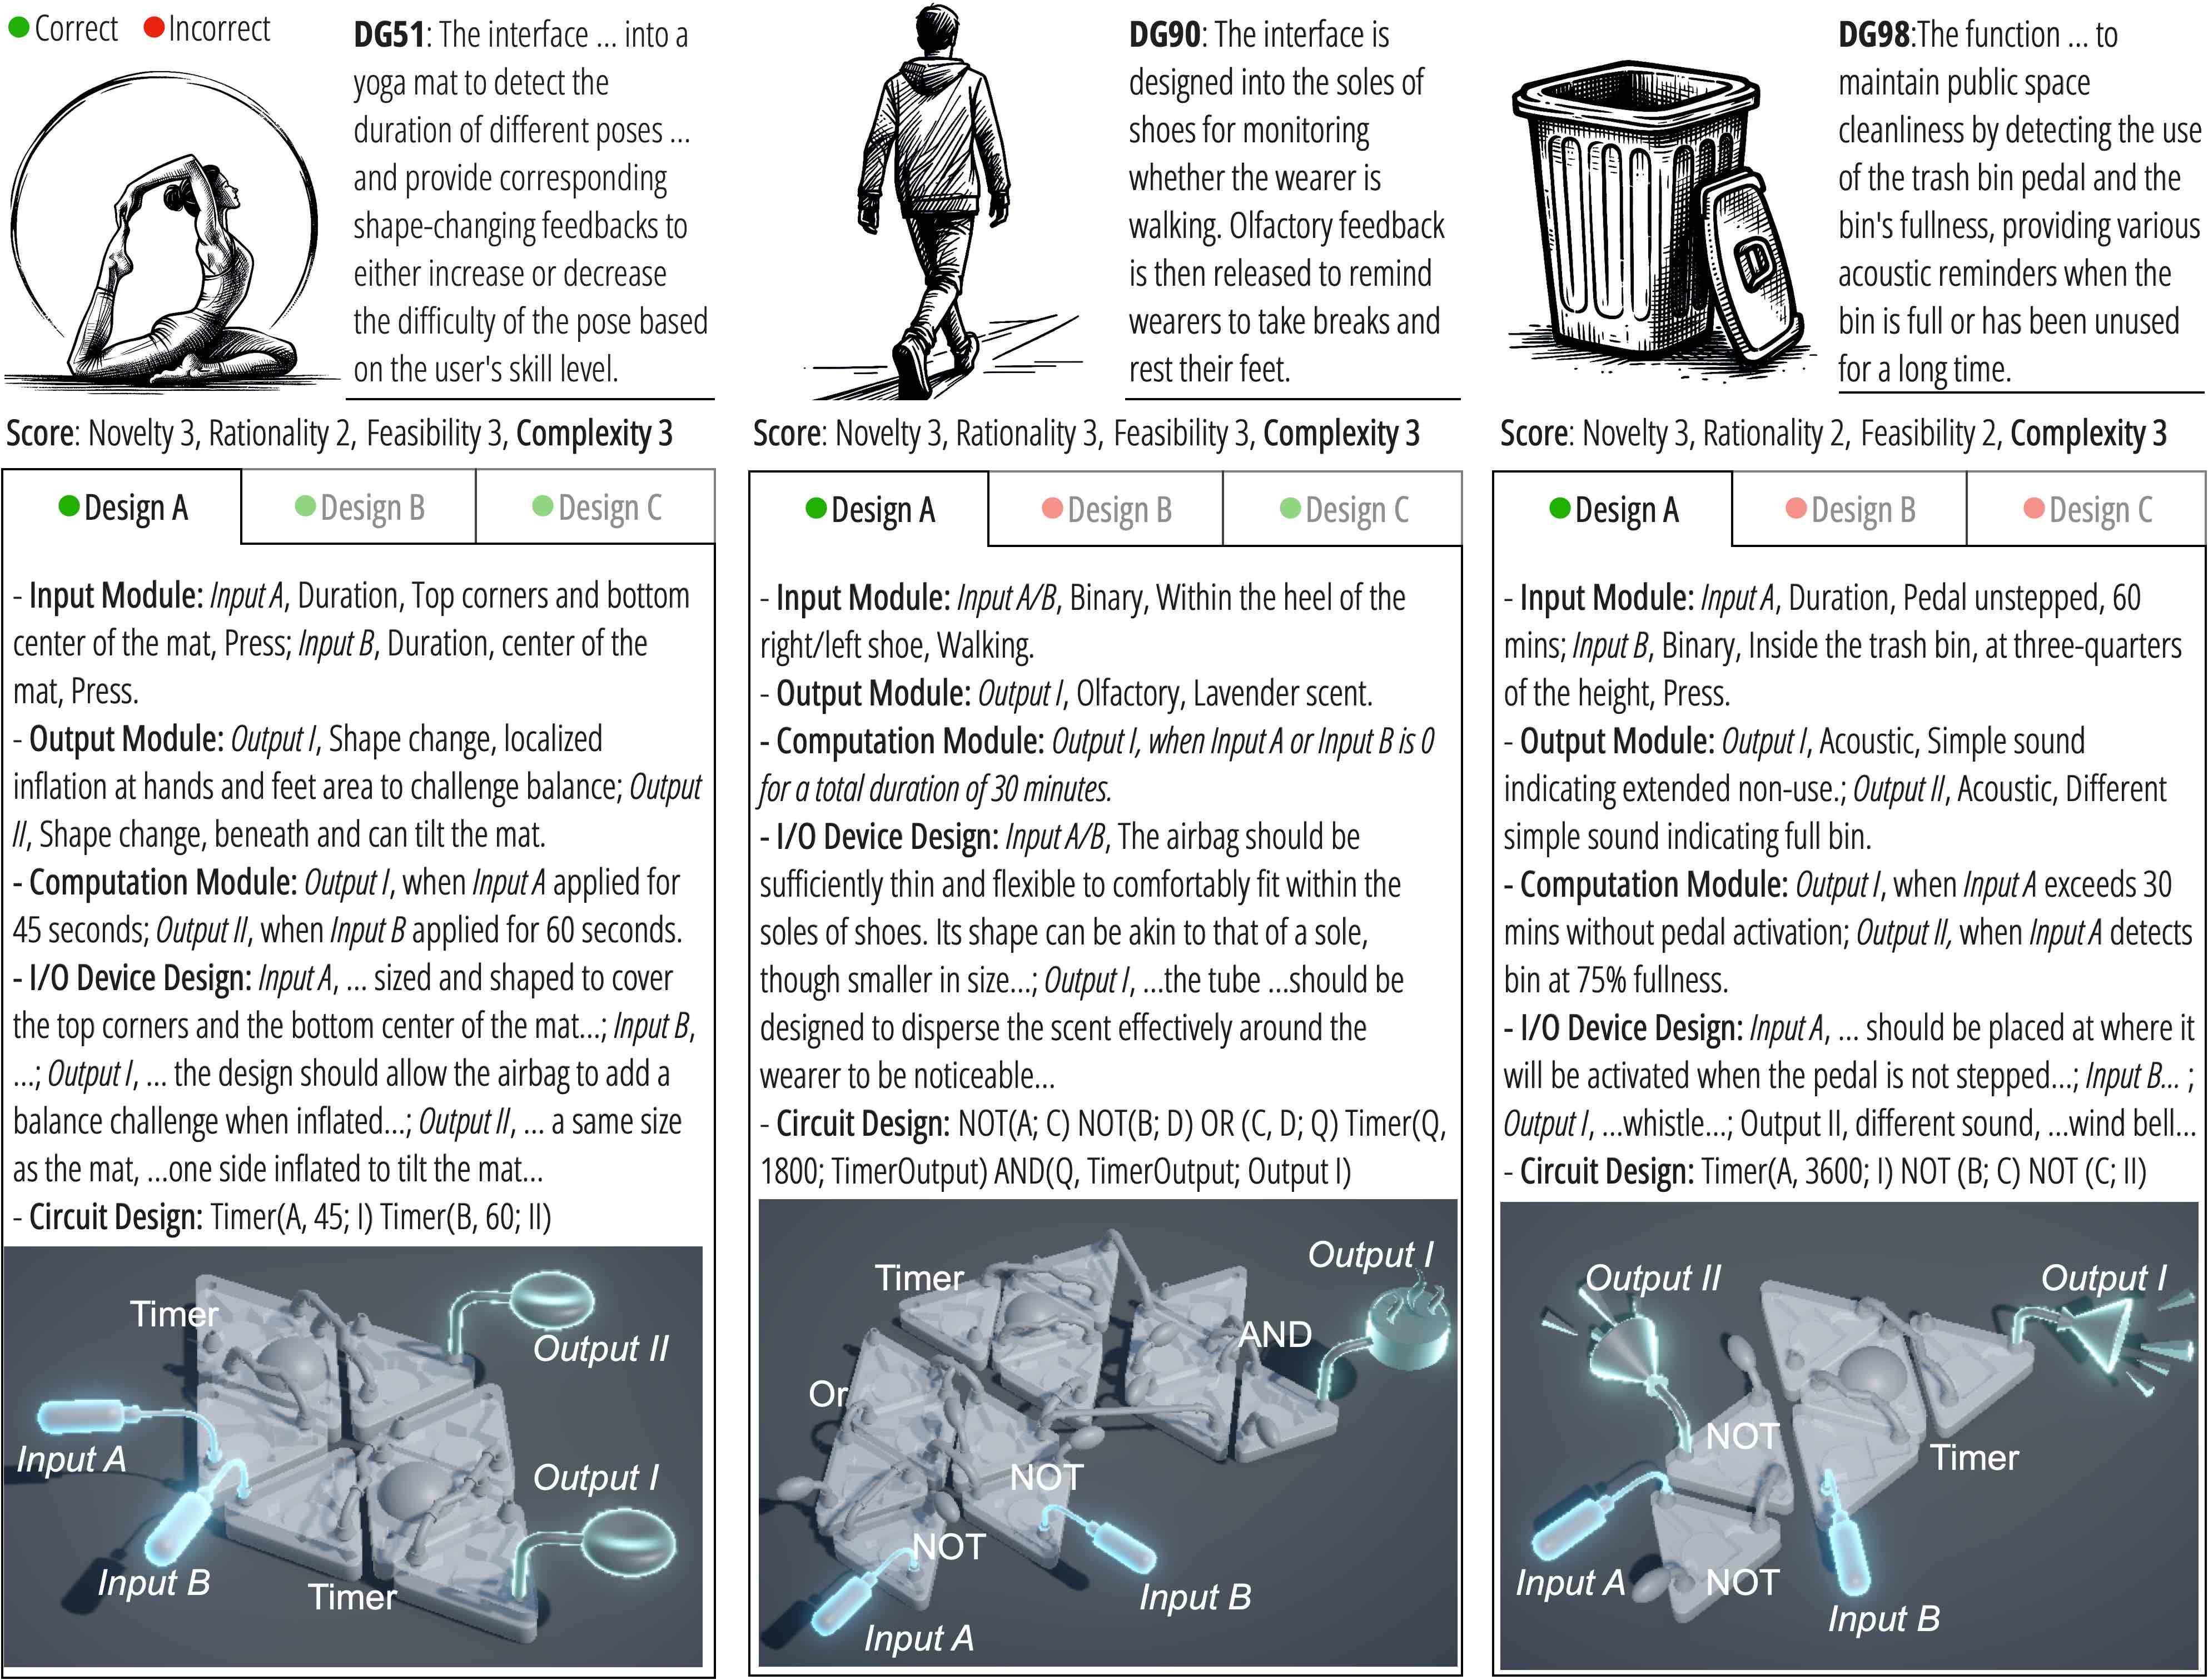 Correct Incorrect
DG51: The interface ... into a
yoga mat to detect the
duration of different poses ...
and provide corresponding
shape-changing feedbacks to
either increase or decrease
the difficulty of the pose based
on the user's skill level.
Score: Novelty 3, Rationality 2, Feasibility 3, Complexity 3
Design A Design B Design C
- Input Module: Input A, Duration, Top corners and bottom
center of the mat, Press; Input B, Duration, center of the
mat, Press.
- Output Module: Output I, Shape change, localized
inflation at hands and feet area to challenge balance; Output
II, Shape change, beneath and can tilt the mat.
- Computation Module: Output I, when Input A applied for
45 seconds; Output II, when Input B applied for 60 seconds.
- I/O Device Design: Input A, ... sized and shaped to cover
the top corners and the bottom center of the mat...; Input B,
...; Output I, ... the design should allow the airbag to add a
balance challenge when inflated...; Output II, ... a same size
as the mat, ...one side inflated to tilt the mat...
- Circuit Design: Timer(A, 45; I) Timer(B, 60; II)
Timer
Output II
Input A
Output I
Input B
Timer
DG90: The interface is
designed into the soles of
shoes for monitoring
whether the wearer is
walking. Olfactory feedback
is then released to remind
wearers to take breaks and
rest their feet.
Score: Novelty 3, Rationality 3, Feasibility 3, Complexity 3
Design A Design B Design C
- Input Module: Input A/B, Binary, Within the heel of the
right/left shoe, Walking.
- Output Module: Output I, Olfactory, Lavender scent.
- Computation Module: Output I, when Input A or Input B is 0
for a total duration of 30 minutes.
- I/O Device Design: Input A/B, The airbag should be
sufficiently thin and flexible to comfortably fit within the
soles of shoes. Its shape can be akin to that of a sole,
though smaller in size...; Output I, ...the tube ...should be
designed to disperse the scent effectively around the
wearer to be noticeable...
- Circuit Design: NOT(A; C) NOT(B; D) OR (C, D; Q) Timer(Q,
1800; TimerOutput) AND(Q, TimerOutput; Output I)
Output I
Timer
AND
Or
NOT
NOT
Input B
Input A
DG98:The function ... to
maintain public space
cleanliness by detecting the use
of the trash bin pedal and the
bin's fullness, providing various
acoustic reminders when the
bin is full or has been unused
for a long time.
Score: Novelty 3, Rationality 2, Feasibility 2, Complexity 3
Design A Design B Design C
- Input Module: Input A, Duration, Pedal unstepped, 60
mins; Input B, Binary, Inside the trash bin, at three-quarters
of the height, Press.
- Output Module: Output I, Acoustic, Simple sound
indicating extended non-use.; Output II, Acoustic, Different
simple sound indicating full bin.
- Computation Module: Output I, when Input A exceeds 30
mins without pedal activation; Output II, when Input A detects
bin at 75% fullness.
- I/O Device Design: Input A, ... should be placed at where it
will be activated when the pedal is not stepped...; Input B... ;
Output I, ...whistle...; Output II, different sound, ...wind bell...
- Circuit Design: Timer(A, 3600; I) NOT (B; C) NOT (C; II)
Output II
Output I
NOT
Timer
Input A
NOT
Input B